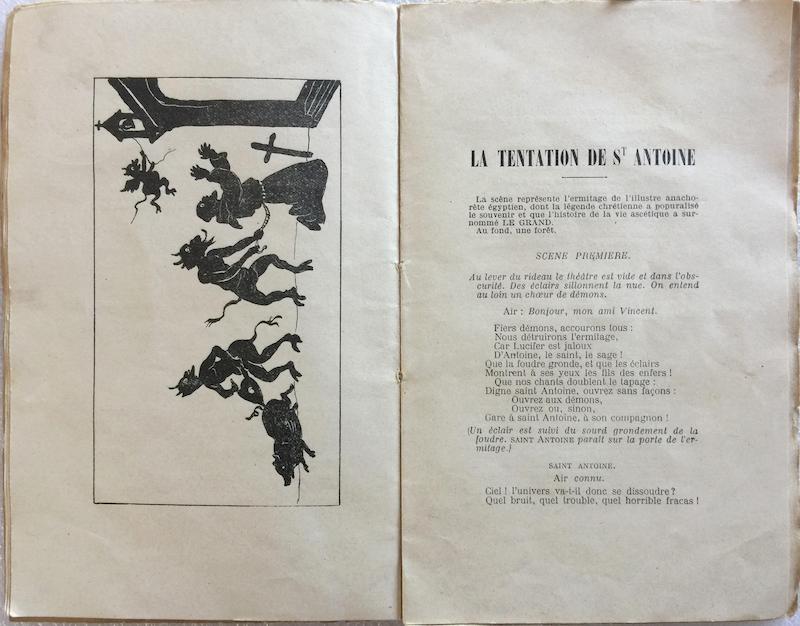 LA TENTATION DE Sᵀ ANTOINE
La scène représente l'ermitage de l'illustre anacho-
rète égyptien, dont la légende chrétienne a popuralisé
le souvenir et que l'histoire de la vie ascétique a sur-
nommé LE GRAND.
Au fond, une forêt.
SCENE PREMIERE.
Au lever du rideau le théâtre est vide et dans l'obs-
curité. Des éclairs sillonnent la nue. On entend
au loin un chœur de démons.
Air : Bonjour, mon ami Vincent.
Fiers démons, accourons tous :
Nous détruirons l'ermitage,
Car Lucifer est jaloux
D'Antoine, le saint, le sage !
Que la foudre gronde, et que les éclairs
Montrent à ses yeux les fils des enfers !
Que nos chants doublent le tapage :
Digne saint Antoine, ouvrez sans façons :
Ouvrez aux démons,
Ouvrez ou, sinon,
Gare à saint Antoine, à son compagnon !
(Un éclair est suivi du sourd grondement de la
foudre. SAINT ANTOINE paraît sur la porte de l'er-
mitage.)
SAINT ANTOINE.
Air connu.
Ciel ! l'univers va-t-il donc se dissoudre ?
Quel bruit, quel trouble, quel horrible fracas !